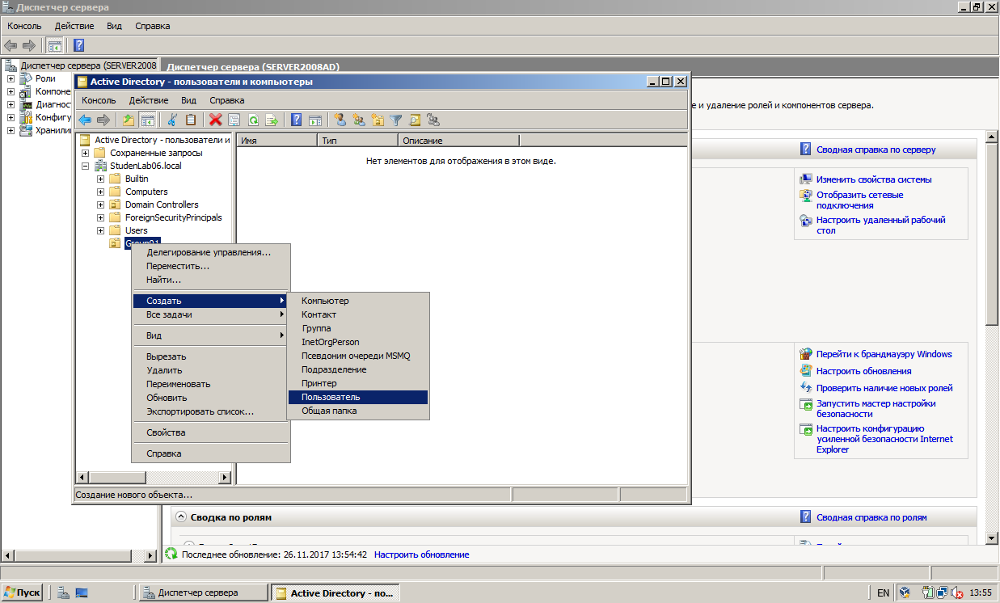 Диспетчер сервера
Консоль Действие Вид Справка
Диспетчер сервера (SERVER2008
Роли
Компоне
Диагнос
Конфигу
Хранили
Диспетчер сервера (SERVER2008AD)
е и удаление ролей и компонентов сервера.
Active Directory - пользователи и компьютеры
Консоль Действие Вид Справка
Active Directory - пользователи и
Сохраненные запросы
StudenLab06.local
Builtin
Computers
Domain Controllers
ForeignSecurityPrincipals
Users
Group01
Имя Тип Описание
Нет элементов для отображения в этом виде.
Делегирование управления...
Переместить...
Найти...
Создать
Все задачи
Вид
Вырезать
Удалить
Переименовать
Обновить
Экспортировать список...
Свойства
Справка
Компьютер
Контакт
Группа
InetOrgPerson
Псевдоним очереди MSMQ
Подразделение
Принтер
Пользователь
Общая папка
Создание нового объекта...
Сводная справка по серверу
Изменить свойства системы
Отобразить сетевые
подключения
Настроить удаленный рабочий
стол
Перейти к брандмауэру Windows
Настроить обновления
Проверить наличие новых ролей
Запустить мастер настройки
безопасности
Настроить конфигурацию
усиленной безопасности Internet
Explorer
Сводка по ролям
Сводная справка по ролям
Последнее обновление: 26.11.2017 13:54:42 Настроить обновление
Пуск
Диспетчер сервера
Active Directory - по...
EN
13:55